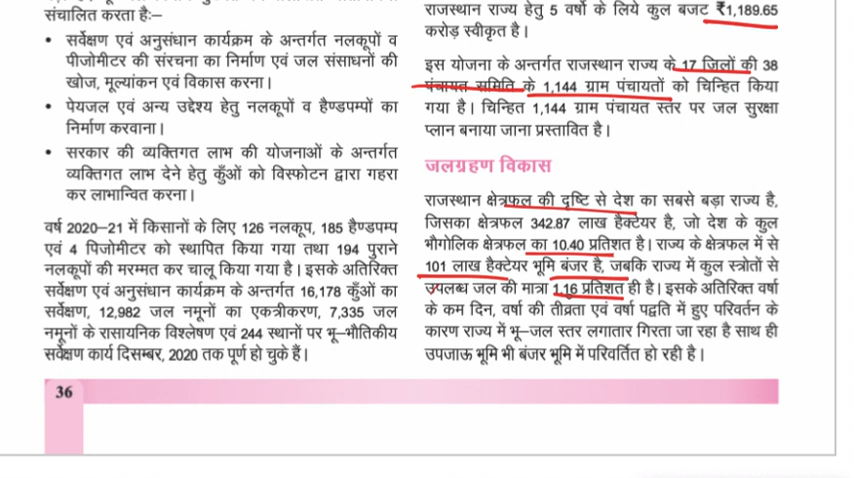 संचालित करता है:–
• सर्वेक्षण एवं अनुसंधान कार्यक्रम के अन्तर्गत नलकूपों व
पीजोमीटर की संरचना का निर्माण एवं जल संसाधनों की
खोज, मूल्यांकन एवं विकास करना।
• पेयजल एवं अन्य उद्देश्य हेतु नलकूपों व हैण्डपम्पों का
निर्माण करवाना।
• सरकार की व्यक्तिगत लाभ की योजनाओं के अन्तर्गत
व्यक्तिगत लाभ देने हेतु कुँओं को विस्फोटन द्वारा गहरा
कर लाभान्वित करना।
वर्ष 2020–21 में किसानों के लिए 126 नलकूप, 185 हैण्डपम्प
एवं 4 पिजोमीटर को स्थापित किया गया तथा 194 पुराने
नलकूपों की मरम्मत कर चालू किया गया है। इसके अतिरिक्त
सर्वेक्षण एवं अनुसंधान कार्यक्रम के अन्तर्गत 16,178 कुँओं का
सर्वेक्षण, 12,982 जल नमूनों का एकत्रीकरण, 7,335 जल
नमूनों के रासायनिक विश्लेषण एवं 244 स्थानों पर भू–भौतिकीय
सर्वेक्षण कार्य दिसम्बर, 2020 तक पूर्ण हो चुके हैं।
राजस्थान राज्य हेतु 5 वर्षो के लिये कुल बजट ₹1,189.65
करोड़ स्वीकृत है।
इस योजना के अन्तर्गत राजस्थान राज्य के 17 जिलों की 38
पंचायत समिति के 1,144 ग्राम पंचायतों को चिन्हित किया
गया है। चिन्हित 1,144 ग्राम पंचायत स्तर पर जल सुरक्षा
प्लान बनाया जाना प्रस्तावित है।
जलग्रहण विकास
राजस्थान क्षेत्रफल की दृष्टि से देश का सबसे बड़ा राज्य है,
जिसका क्षेत्रफल 342.87 लाख हैक्टेयर है, जो देश के कुल
भौगोलिक क्षेत्रफल का 10.40 प्रतिशत है। राज्य के क्षेत्रफल में से
101 लाख हैक्टेयर भूमि बंजर है, जबकि राज्य में कुल स्त्रोतों से
उपलब्ध जल की मात्रा 1.16 प्रतिशत ही है। इसके अतिरिक्त वर्षा
के कम दिन, वर्षा की तीव्रता एवं वर्षा पद्वति में हुए परिवर्तन के
कारण राज्य में भू–जल स्तर लगातार गिरता जा रहा है साथ ही
उपजाऊ भूमि भी बंजर भूमि में परिवर्तित हो रही है।
36